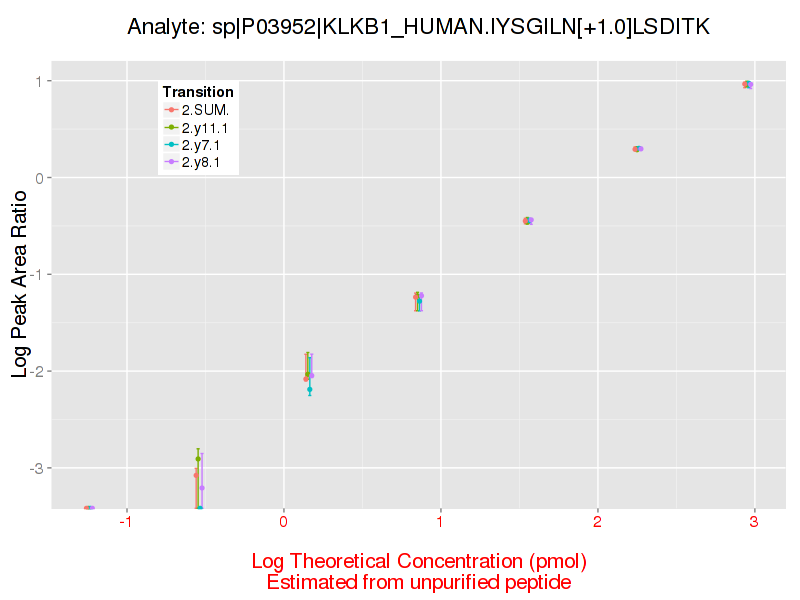 Analyte: sp|P03952|KLKB1_HUMAN.IYSGILN[+1.0]LSDITK
Transition
2.SUM.
2.y11.1
2.y7.1
2.y8.1
Log Peak Area Ratio
1
0
-1
-2
-3
-1
0
1
2
3
Log Theoretical Concentration (pmol)
Estimated from unpurified peptide